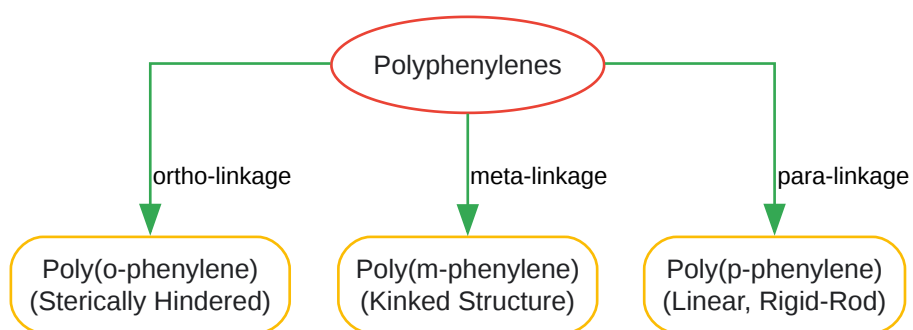 Polyphenylenes
ortho-linkage
meta-linkage
para-linkage
Poly(o-phenylene)
(Sterically Hindered)
Poly(m-phenylene)
(Kinked Structure)
Poly(p-phenylene)
(Linear, Rigid-Rod)